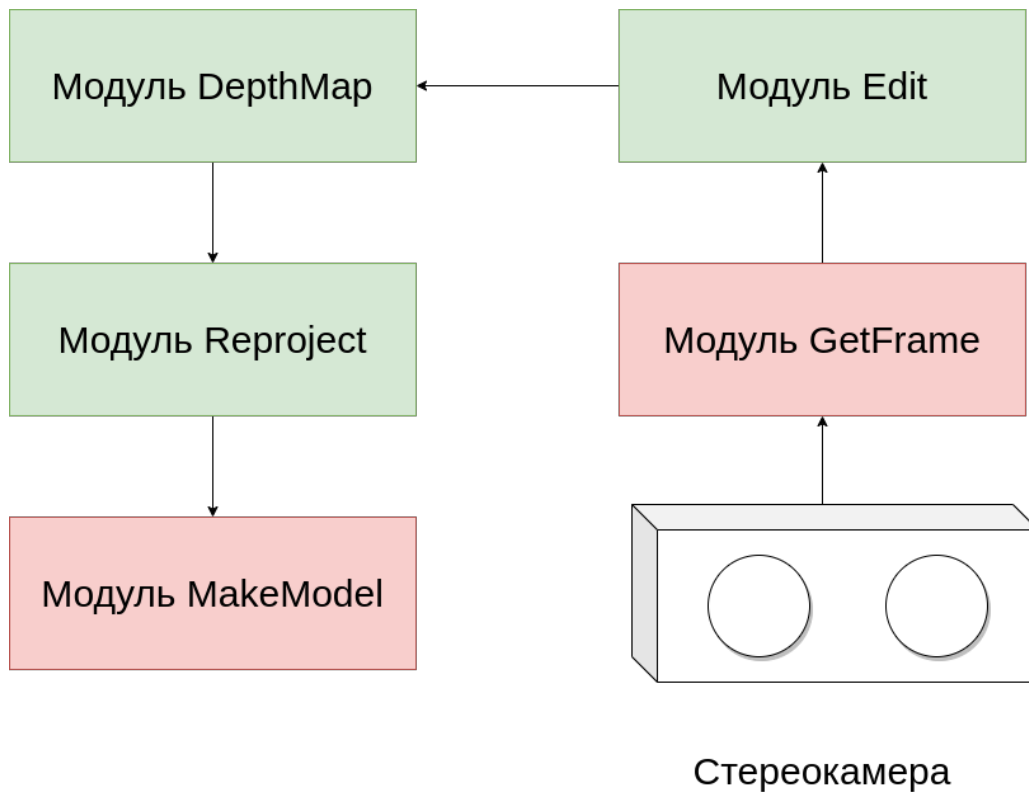 Модуль DepthMap
Модуль Edit
Модуль Reproject
Модуль GetFrame
Модуль MakeModel
Стереокамера